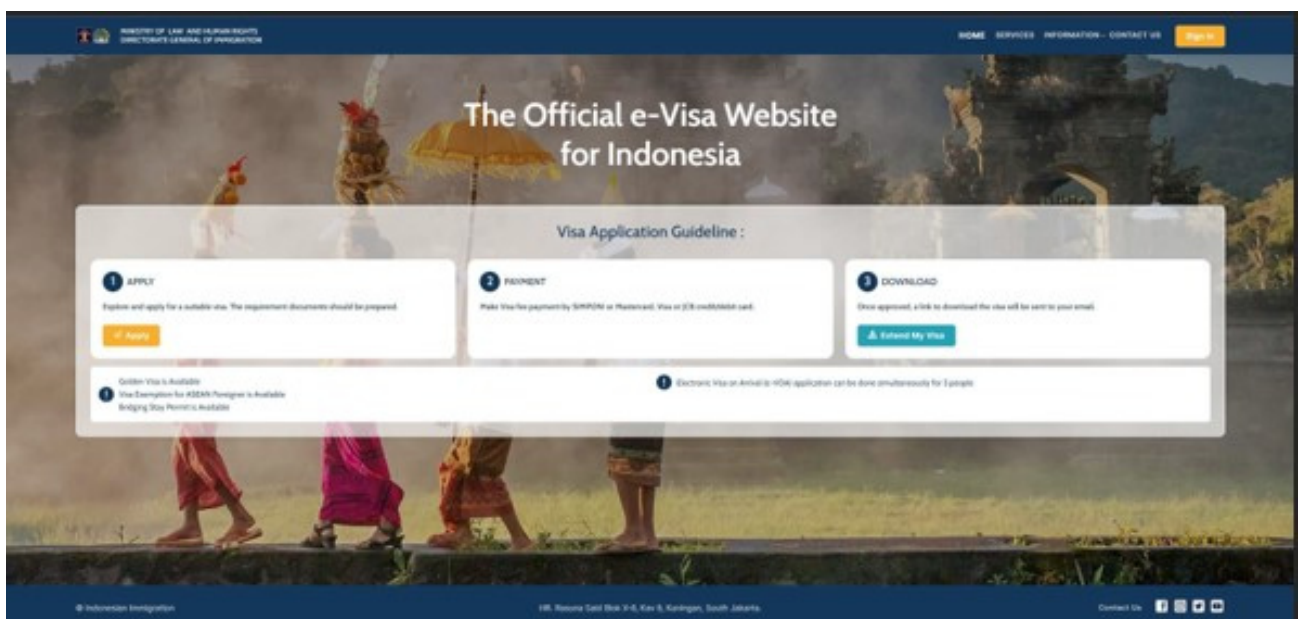 MINISTRY OF LAW AND HUMAN RIGHTS
DIRECTORATE GENERAL OF IMMIGRATION
HOME SERVICES INFORMATION CONTACT US Sign In
The Official e-Visa Website
for Indonesia
Visa Application Guideline :
1 APPLY
Explore and apply for a suitable visa. The requirement documents should be prepared.
Apply
2 PAYMENT
Make Visa fee payment by SIMPONI or Mastercard, Visa or JCB credit/debit card.
3 DOWNLOAD
Once approved, a link to download the visa will be sent to your email.
Extend My Visa
Golden Visa is Available
Visa Exemption for ASEAN Foreigner is Available
Bridging Stay Permit is Available
Electronic Visa on Arrival (e-VOA) application can be done simultaneously for 5 people
© Indonesian Immigration
HR. Rasuna Said Blok X-6, Kav 8, Kuningan, South Jakarta.
Contact Us